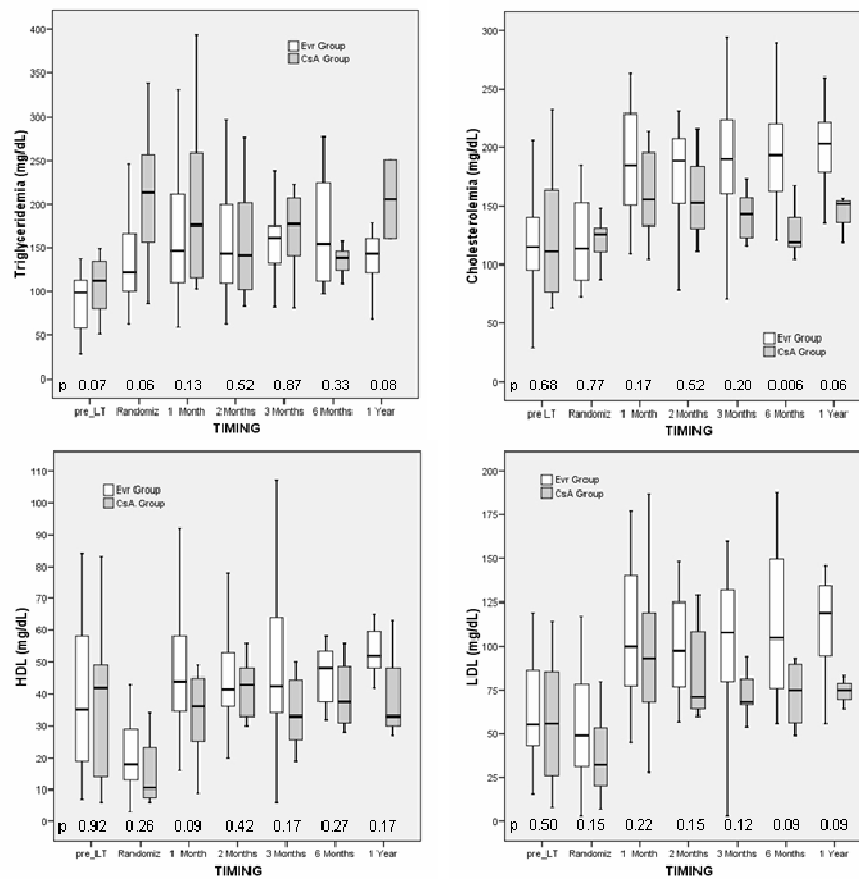 Triglyceridemia (mg/dL)
400
350
300
250
200
150
100
50
0
Evr Group
CsA Group
p 0.07 0.06 0.13 0.52 0.87 0.33 0.08
pre_LT Randomiz 1 Month 2 Months 3 Months 6 Months 1 Year
TIMING
Cholesterolemia (mg/dL)
300
250
200
150
100
50
0
Evr Group
CsA Group
p 0.68 0.77 0.17 0.52 0.20 0.006 0.06
pre LT Randomiz 1 Month 2 Months 3 Months 6 Months 1 Year
TIMING
HDL (mg/dL)
110
100
90
80
70
60
50
40
30
20
10
0
Evr Group
CsA Group
p 0.92 0.26 0.09 0.42 0.17 0.27 0.17
pre_LT Randomiz 1 Month 2 Months 3 Months 6 Months 1 Year
TIMING
LDL (mg/dL)
200
175
150
125
100
75
50
25
0
Evr Group
CsA Group
p 0.50 0.15 0.22 0.15 0.12 0.09 0.09
pre_LT Randomiz 1 Month 2 Months 3 Months 6 Months 1 Year
TIMING